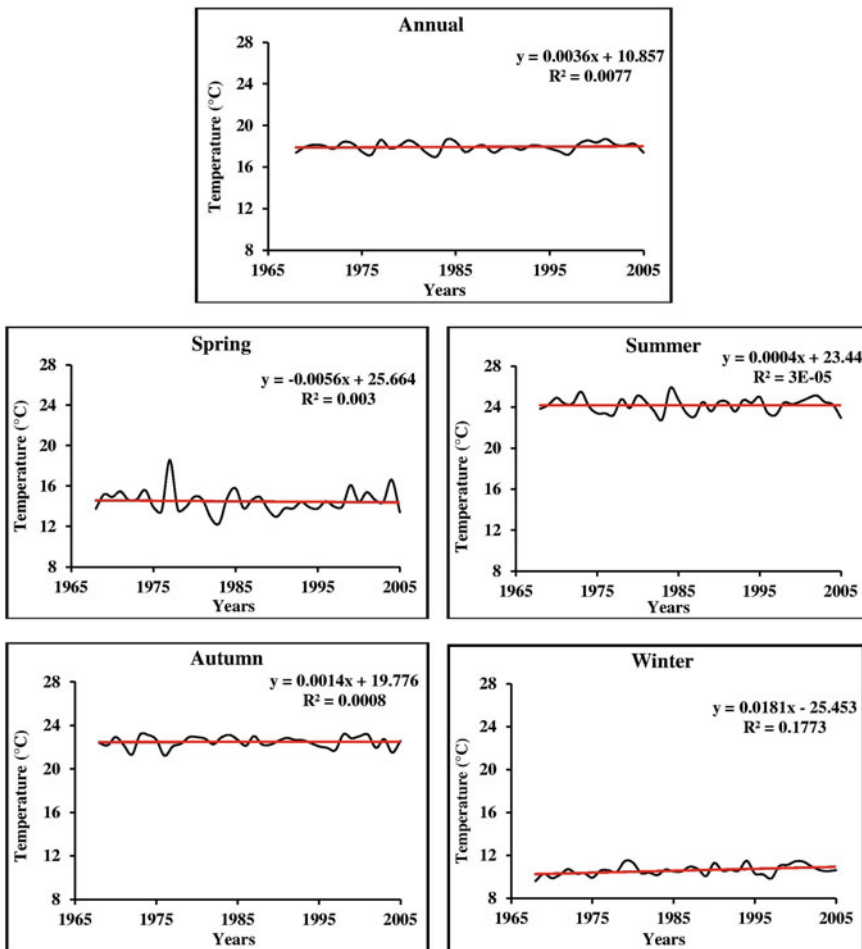 Annual
y = 0.0036x + 10.857
R² = 0.0077
Temperature (°C)
28
24
20
16
12
8
1965 1975 1985 1995 2005
Years
Spring
y = -0.0056x + 25.664
R² = 0.003
Temperature (°C)
28
24
20
16
12
8
1965 1975 1985 1995 2005
Years
Summer
y = 0.0004x + 23.44
R² = 3E-05
Temperature (°C)
28
24
20
16
12
8
1965 1975 1985 1995 2005
Years
Autumn
y = 0.0014x + 19.776
R² = 0.0008
Temperature (°C)
28
24
20
16
12
8
1965 1975 1985 1995 2005
Years
Winter
y = 0.0181x - 25.453
R² = 0.1773
Temperature (°C)
28
24
20
16
12
8
1965 1975 1985 1995 2005
Years